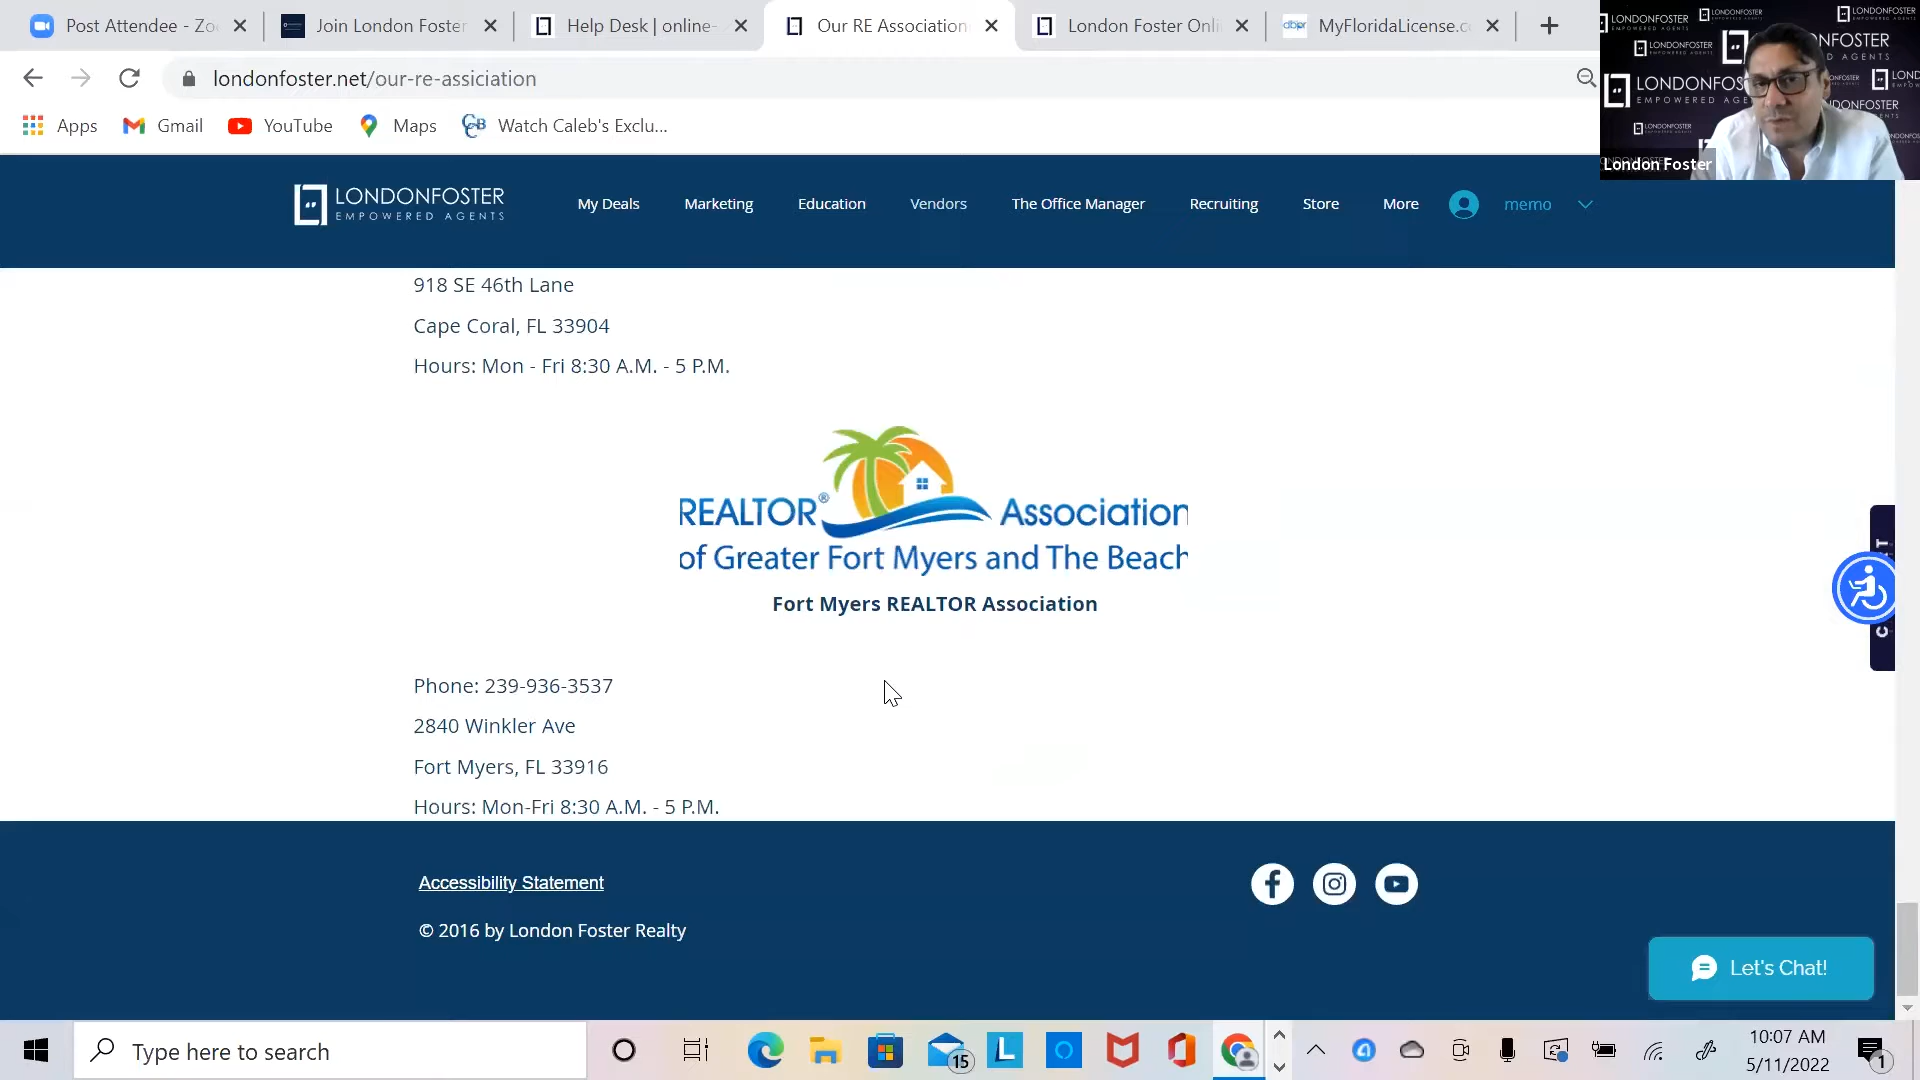 Post Attendee - Zo
Join London Foster
Help Desk | online-
Our RE Association
London Foster Onli
MyFloridaLicense.c
londonfoster.net/our-re-assiciation
Apps
Gmail
YouTube
Maps
Watch Caleb's Exclu...
London Foster
LONDONFOSTER
EMPOWERED AGENTS
My Deals
Marketing
Education
Vendors
The Office Manager
Recruiting
Store
More
memo
918 SE 46th Lane
Cape Coral, FL 33904
Hours: Mon - Fri 8:30 A.M. - 5 P.M.
REALTOR® Association
of Greater Fort Myers and The Beach
Fort Myers REALTOR Association
Phone: 239-936-3537
2840 Winkler Ave
Fort Myers, FL 33916
Hours: Mon-Fri 8:30 A.M. - 5 P.M.
Accessibility Statement
© 2016 by London Foster Realty
Let's Chat!
Type here to search
15
10:07 AM
5/11/2022
1